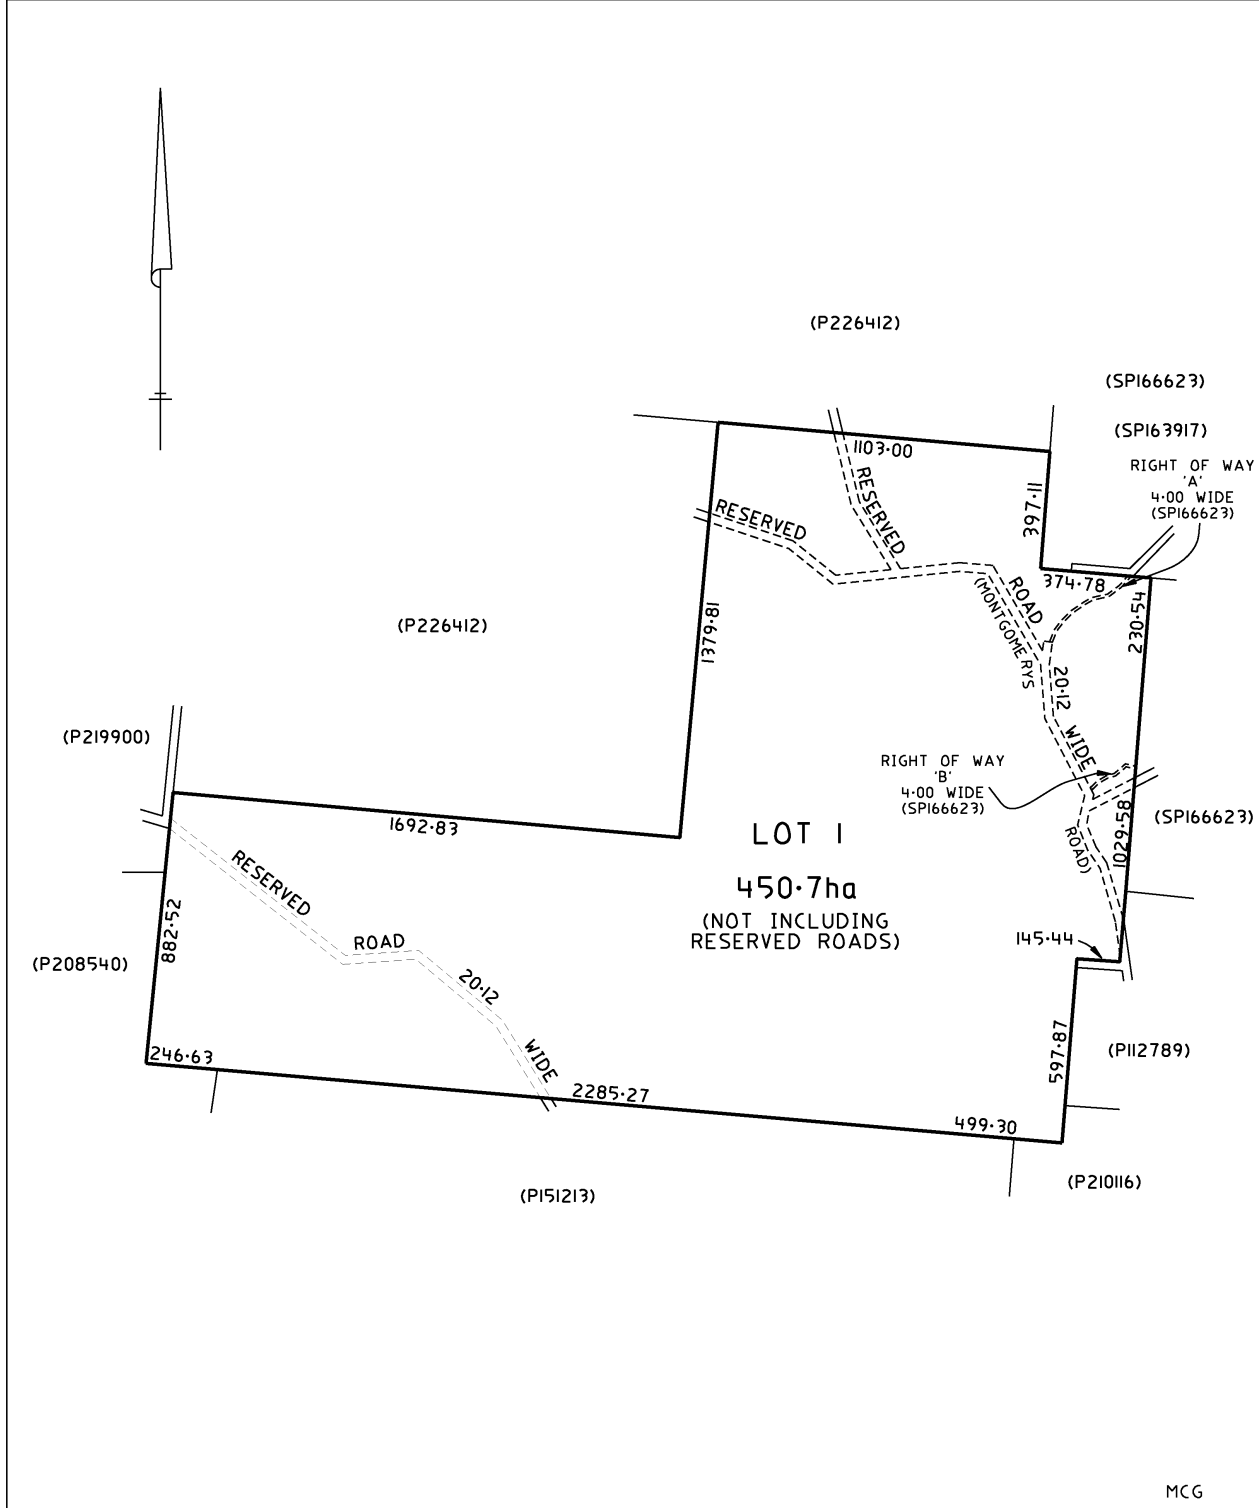 (P226412)
(SP166623)
(SP163917)
RIGHT OF WAY
'A'
4·00 WIDE
(SP166623)
1103·00
397·11
RESERVED
RESERVED
374·78
ROAD
(MONTGOMERYS
230·54
(P226412)
1379·81
20·12
WIDE
(P219900)
RIGHT OF WAY
'B'
4·00 WIDE
(SP166623)
1692·83
LOT 1
1029·58
(SP166623)
ROAD)
450·7ha
(NOT INCLUDING
RESERVED ROADS)
RESERVED
ROAD
882·52
145·44
(P208540)
20·12
WIDE
597·87
(P112789)
246·63
2285·27
499·30
(P151213)
(P210116)
MCG